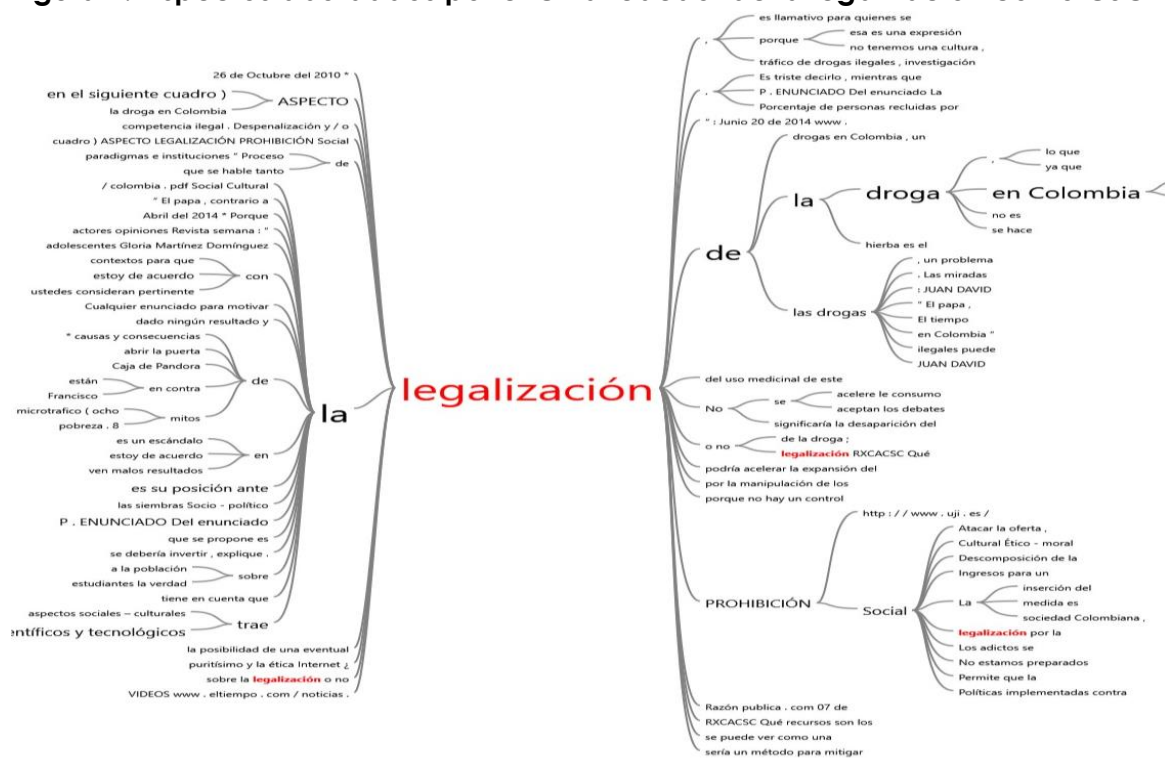 26 de Octubre del 2010 *
en el siguiente cuadro )
la droga en Colombia
ASPECTO
competencia ilegal . Despenalización y / o
cuadro ) ASPECTO LEGALIZACIÓN PROHIBICIÓN Social
paradigmas e instituciones " Proceso
que se hable tanto
de
/ colombia . pdf Social Cultural
" El papa , contrario a
Abril del 2014 * Porque
actores opiniones Revista semana : "
adolescentes Gloria Martínez Domínguez
contextos para que
estoy de acuerdo
ustedes consideran pertinente
con
Cualquier enunciado para motivar
dado ningún resultado y
* causas y consecuencias
abrir la puerta
Caja de Pandora
están
Francisco
en contra
microtrafico ( ocho
pobreza . 8
mitos
de
es un escándalo
estoy de acuerdo
ven malos resultados
en
es su posición ante
las siembras Socio - político
P . ENUNCIADO Del enunciado
que se propone es
se debería invertir , explique .
a la población
estudiantes la verdad
sobre
tiene en cuenta que
aspectos sociales – culturales
entíficos y tecnológicos
trae
la
la posibilidad de una eventual
puritísimo y la ética Internet ¿
sobre la legalización o no
VIDEOS www . eltiempo . com / noticias .
legalización
,
es llamativo para quienes se
porque
esa es una expresión
no tenemos una cultura ,
tráfico de drogas ilegales , investigación
.
Es triste decirlo , mientras que
P . ENUNCIADO Del enunciado La
Porcentaje de personas recluidas por
" : Junio 20 de 2014 www .
de
drogas en Colombia , un
la
droga
,
lo que
ya que
en Colombia
no es
se hace
hierba es el
las drogas
, un problema
. Las miradas
: JUAN DAVID
" El papa ,
El tiempo
en Colombia "
ilegales puede
JUAN DAVID
del uso medicinal de este
No
se
acelere le consumo
aceptan los debates
significaría la desaparición del
o no
de la droga ;
legalización RXCACSC Qué
podría acelerar la expansión del
por la manipulación de los
porque no hay un control
PROHIBICIÓN
http : / / www . uji . es /
Social
Atacar la oferta ,
Cultural Ético - moral
Descomposición de la
Ingresos para un
La
inserción del
medida es
sociedad Colombiana ,
legalización por la
Los adictos se
No estamos preparados
Permite que la
Políticas implementadas contra
Razón publica . com 07 de
RXCACSC Qué recursos son los
se puede ver como una
sería un método para mitigar